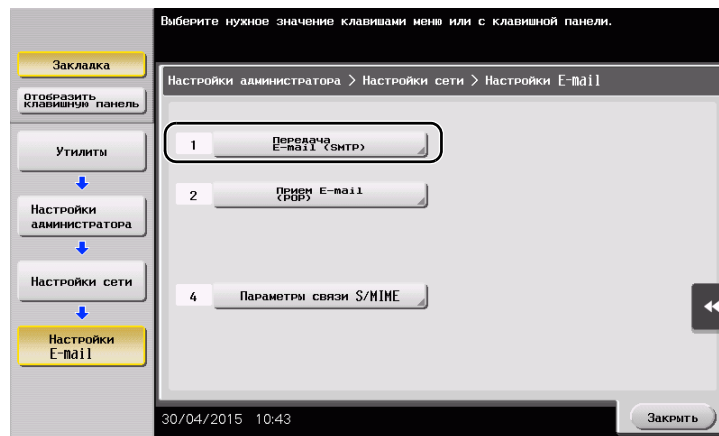 Выберите нужное значение клавишами меню или с клавишной панели.
Закладка
Отобразить
клавишную панель
Утилиты
Настройки
администратора
Настройки сети
Настройки
E-mail
Настройки администратора > Настройки сети > Настройки E-mail
1 Передача
E-mail (SMTP)
2 Прием E-mail
(POP)
4 Параметры связи S/MIME
30/04/2015 10:43
Закрыть